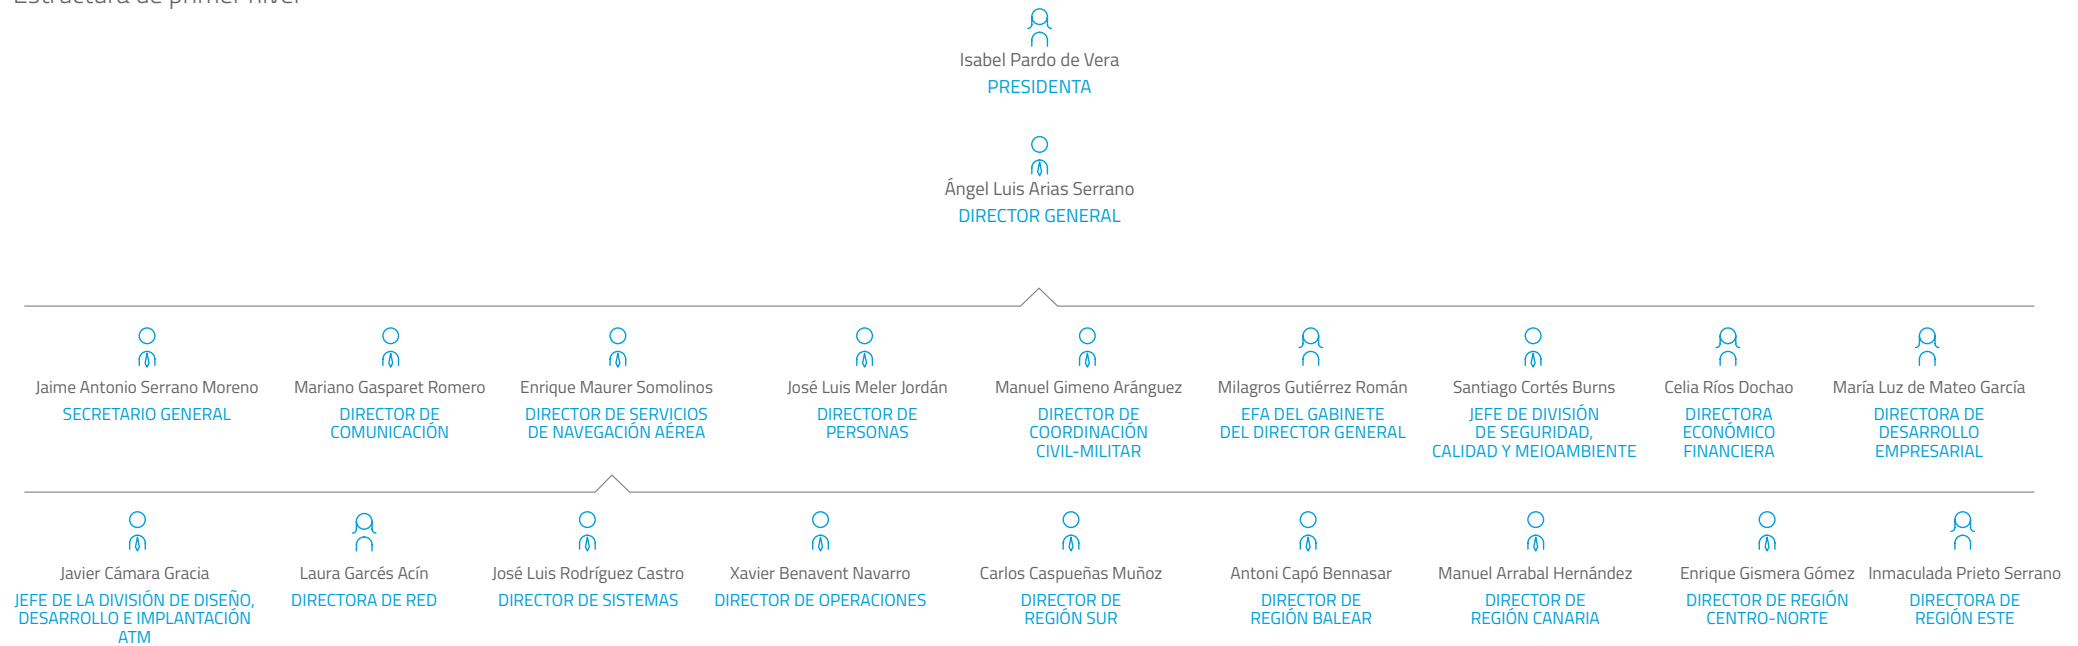 Estructura de primer nivel
Isabel Pardo de Vera
PRESIDENTA
Ángel Luis Arias Serrano
DIRECTOR GENERAL
Jaime Antonio Serrano Moreno
SECRETARIO GENERAL
Mariano Gasparet Romero
DIRECTOR DE
COMUNICACIÓN
Enrique Maurer Somolinos
DIRECTOR DE SERVICIOS
DE NAVEGACIÓN AÉREA
José Luis Meler Jordán
DIRECTOR DE
PERSONAS
Manuel Gimeno Aránguez
DIRECTOR DE
COORDINACIÓN
CIVIL-MILITAR
Milagros Gutiérrez Román
EFA DEL GABINETE
DEL DIRECTOR GENERAL
Santiago Cortés Burns
JEFE DE DIVISIÓN
DE SEGURIDAD,
CALIDAD Y MEIOAMBIENTE
Celia Ríos Dochao
DIRECTORA
ECONÓMICO
FINANCIERA
María Luz de Mateo García
DIRECTORA DE
DESARROLLO
EMPRESARIAL
Javier Cámara Gracia
JEFE DE LA DIVISIÓN DE DISEÑO,
DESARROLLO E IMPLANTACIÓN
ATM
Laura Garcés Acín
DIRECTORA DE RED
José Luis Rodríguez Castro
DIRECTOR DE SISTEMAS
Xavier Benavent Navarro
DIRECTOR DE OPERACIONES
Carlos Caspueñas Muñoz
DIRECTOR DE
REGIÓN SUR
Antoni Capó Bennasar
DIRECTOR DE
REGIÓN BALEAR
Manuel Arrabal Hernández
DIRECTOR DE
REGIÓN CANARIA
Enrique Gismera Gómez
DIRECTOR DE REGIÓN
CENTRO-NORTE
Inmaculada Prieto Serrano
DIRECTORA DE
REGIÓN ESTE